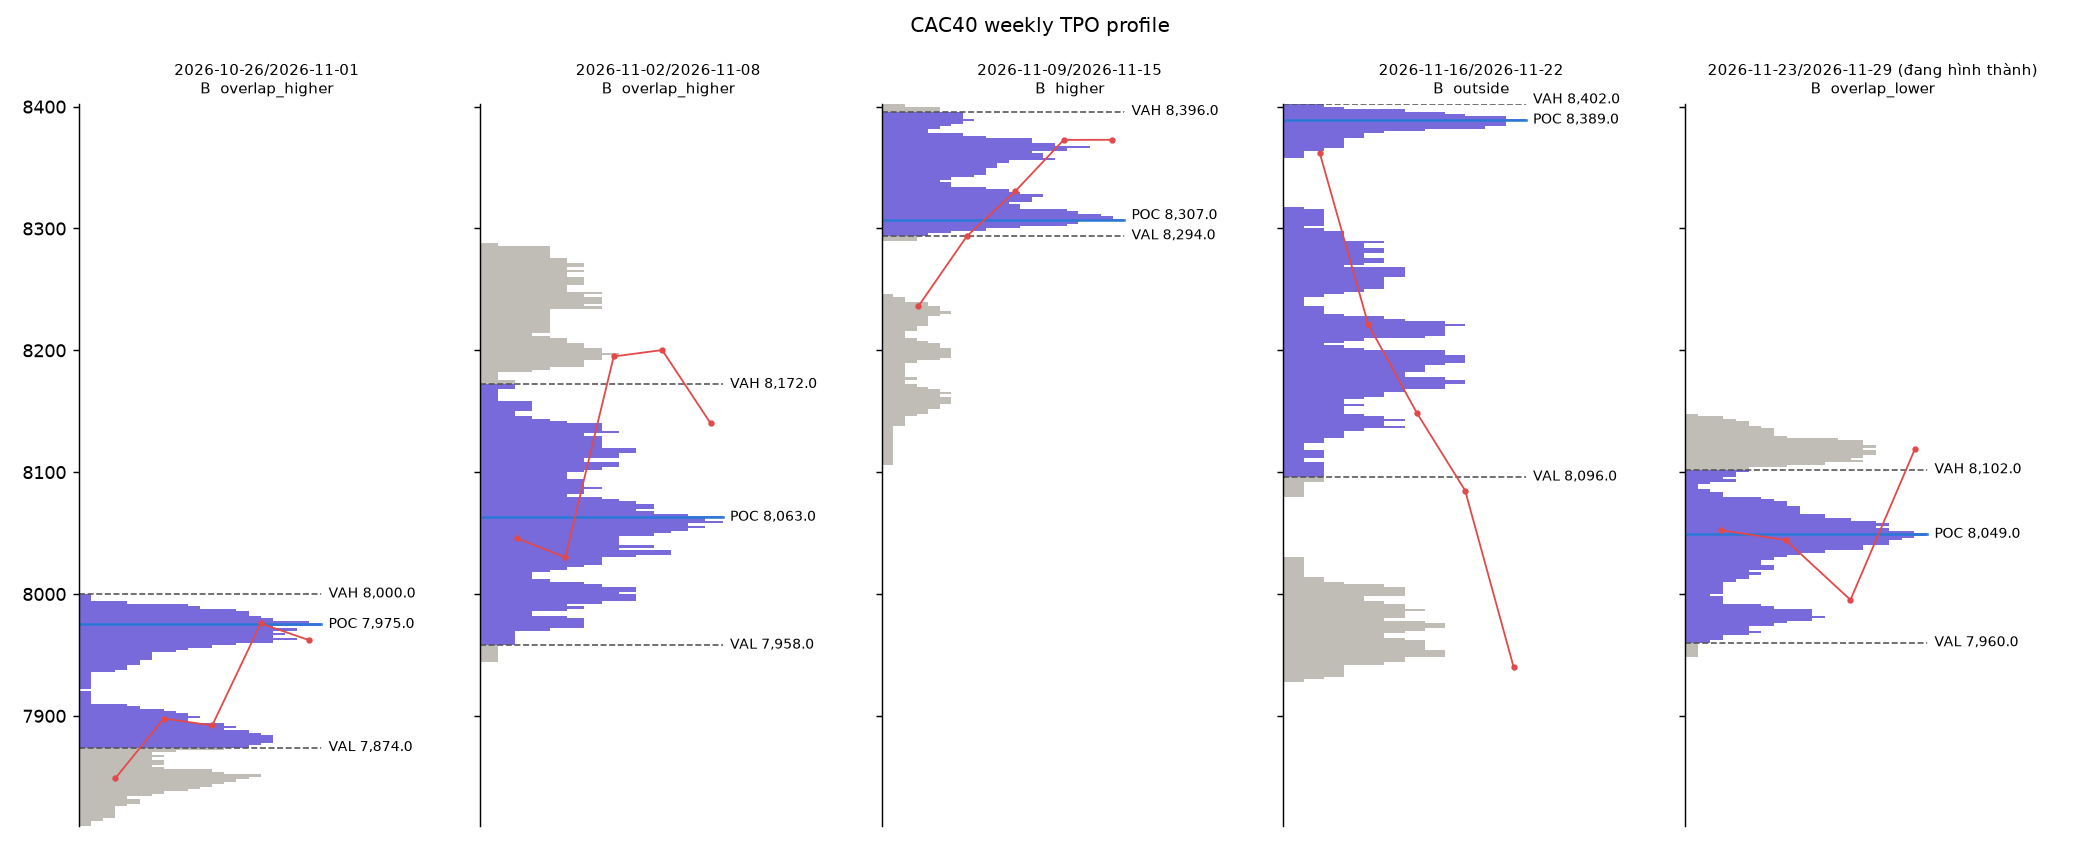 CAC40 weekly TPO profile
2026-10-26/2026-11-01
B  overlap_higher
2026-11-02/2026-11-08
B  overlap_higher
2026-11-09/2026-11-15
B  higher
2026-11-16/2026-11-22
B  outside
2026-11-23/2026-11-29 (đang hình thành)
B  overlap_lower
8400
8300
8200
8100
8000
7900
VAH 8,000.0
POC 7,975.0
VAL 7,874.0
VAH 8,172.0
POC 8,063.0
VAL 7,958.0
VAH 8,396.0
POC 8,307.0
VAL 8,294.0
VAH 8,402.0
POC 8,389.0
VAL 8,096.0
VAH 8,102.0
POC 8,049.0
VAL 7,960.0